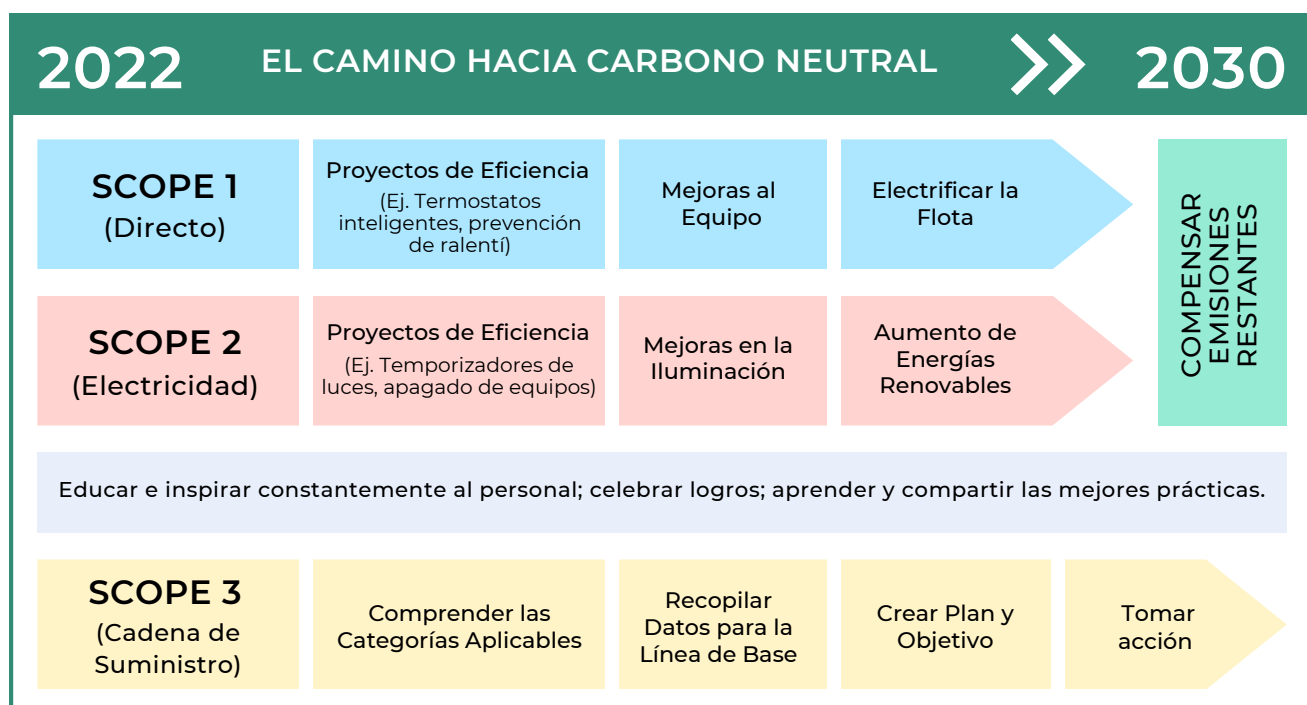 2022
EL CAMINO HACIA CARBONO NEUTRAL
2030
SCOPE 1
(Directo)
Proyectos de Eficiencia
(Ej. Termostatos
inteligentes, prevención
de ralentí)
Mejoras al
Equipo
Electrificar la
Flota
COMPENSAR
EMISIONES
RESTANTES
SCOPE 2
(Electricidad)
Proyectos de Eficiencia
(Ej. Temporizadores de
luces, apagado de equipos)
Mejoras en la
Iluminación
Aumento de
Energías
Renovables
Educar e inspirar constantemente al personal; celebrar logros; aprender y compartir las mejores prácticas.
SCOPE 3
(Cadena de
Suministro)
Comprender las
Categorías Aplicables
Recopilar
Datos para la
Línea de Base
Crear Plan y
Objetivo
Tomar
acción